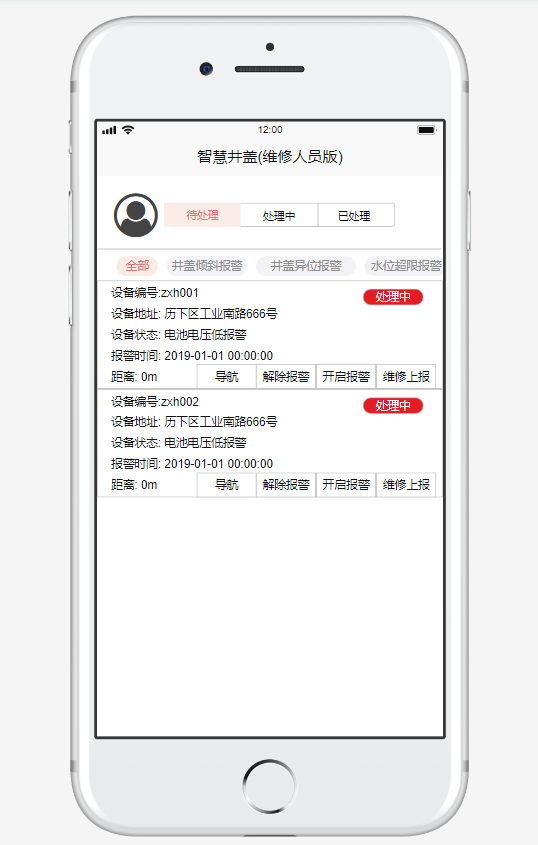 12:00
智慧井盖(维修人员版)
待处理 处理中 已处理
全部 井盖倾斜报警 井盖异位报警 水位超限报警
设备编号:zxh001 处理中
设备地址: 历下区工业南路666号
设备状态: 电池电压低报警
报警时间: 2019-01-01 00:00:00
距离: 0m 导航 解除报警 开启报警 维修上报
设备编号:zxh002 处理中
设备地址: 历下区工业南路666号
设备状态: 电池电压低报警
报警时间: 2019-01-01 00:00:00
距离: 0m 导航 解除报警 开启报警 维修上报